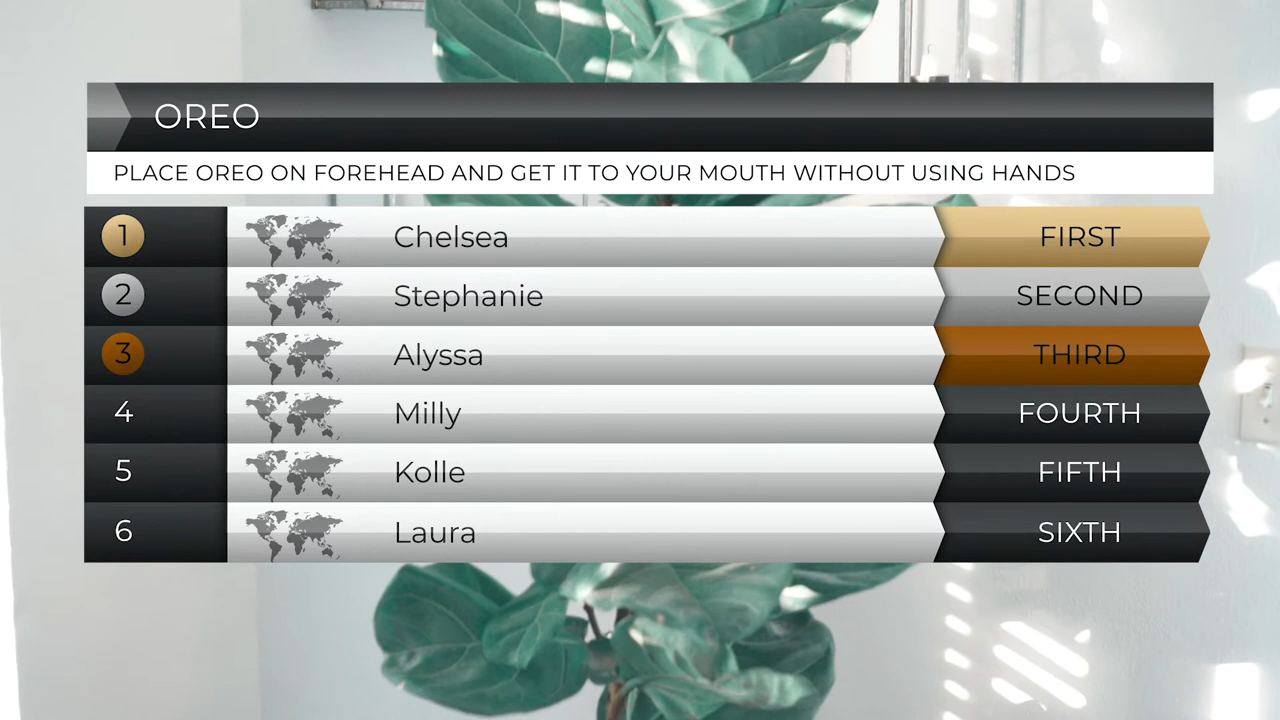 OREO
PLACE OREO ON FOREHEAD AND GET IT TO YOUR MOUTH WITHOUT USING HANDS
1 Chelsea FIRST
2 Stephanie SECOND
3 Alyssa THIRD
4 Milly FOURTH
5 Kolle FIFTH
6 Laura SIXTH